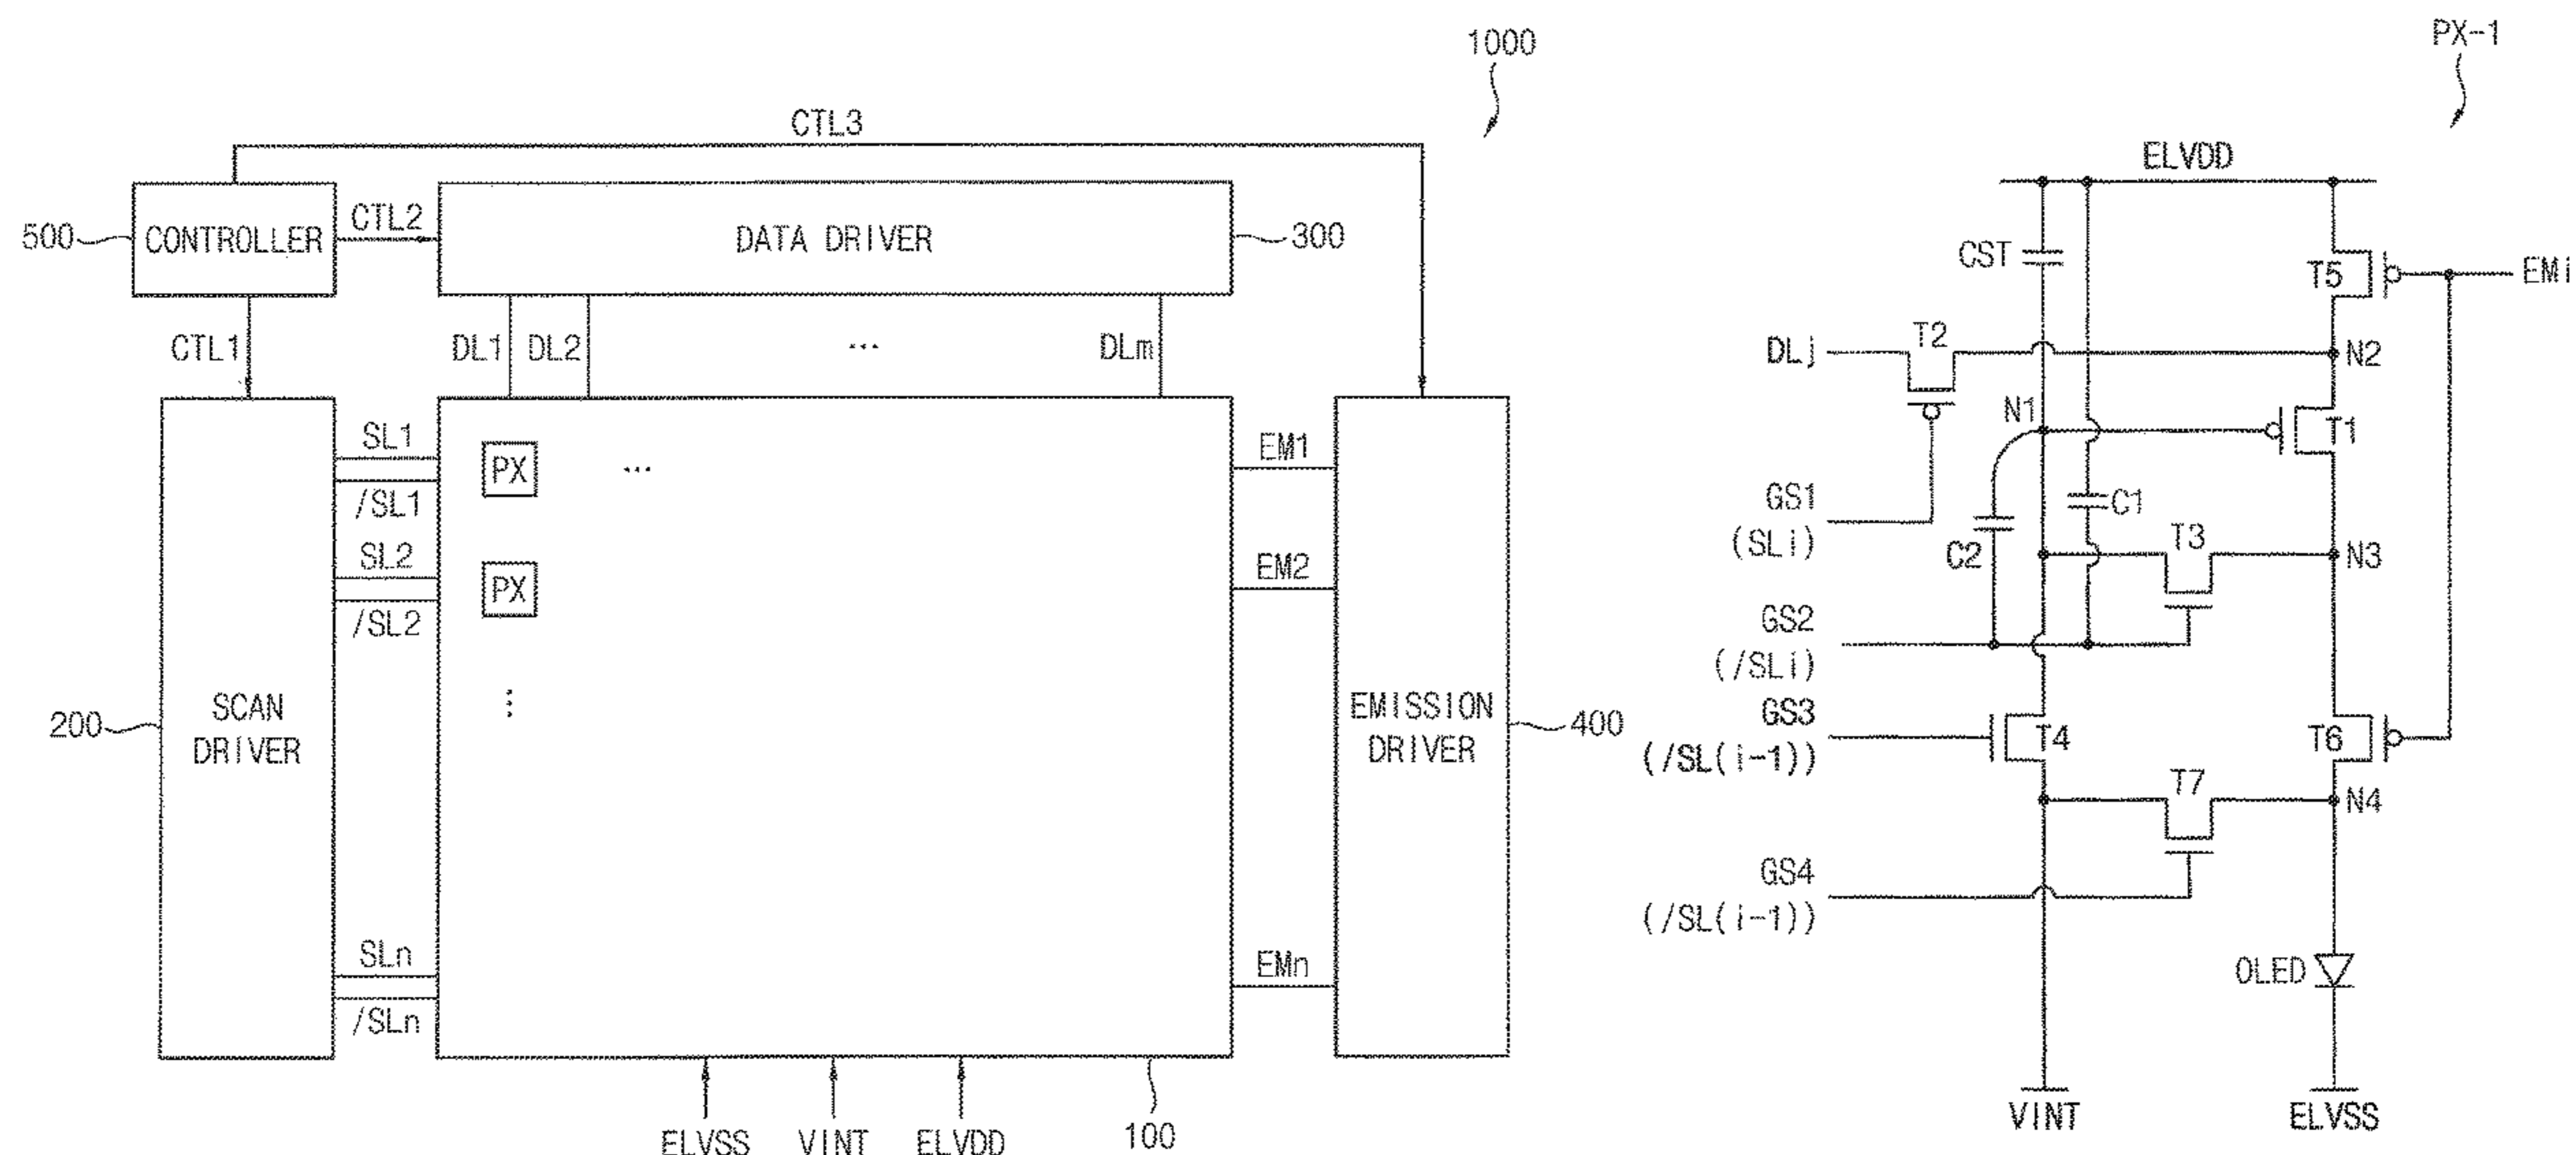 1000
CTL3
500
CONTROLLER
CTL2
DATA DRIVER
300
CTL1
DL1
DL2
...
DLm
SL1
/SL1
SL2
/SL2
SLn
/SLn
PX
...
PX
...
EM1
EM2
EMn
200
SCAN
DRIVER
EMISSION
DRIVER
400
ELVSS
VINT
ELVDD
100
PX-1
ELVDD
CST
T5
EMi
DLj
T2
N2
N1
T1
GS1
(SLi)
C2
C1
T3
N3
GS2
(/SLi)
GS3
(/SL(i-1))
T4
T6
T7
N4
GS4
(/SL(i-1))
OLED
VINT
ELVSS